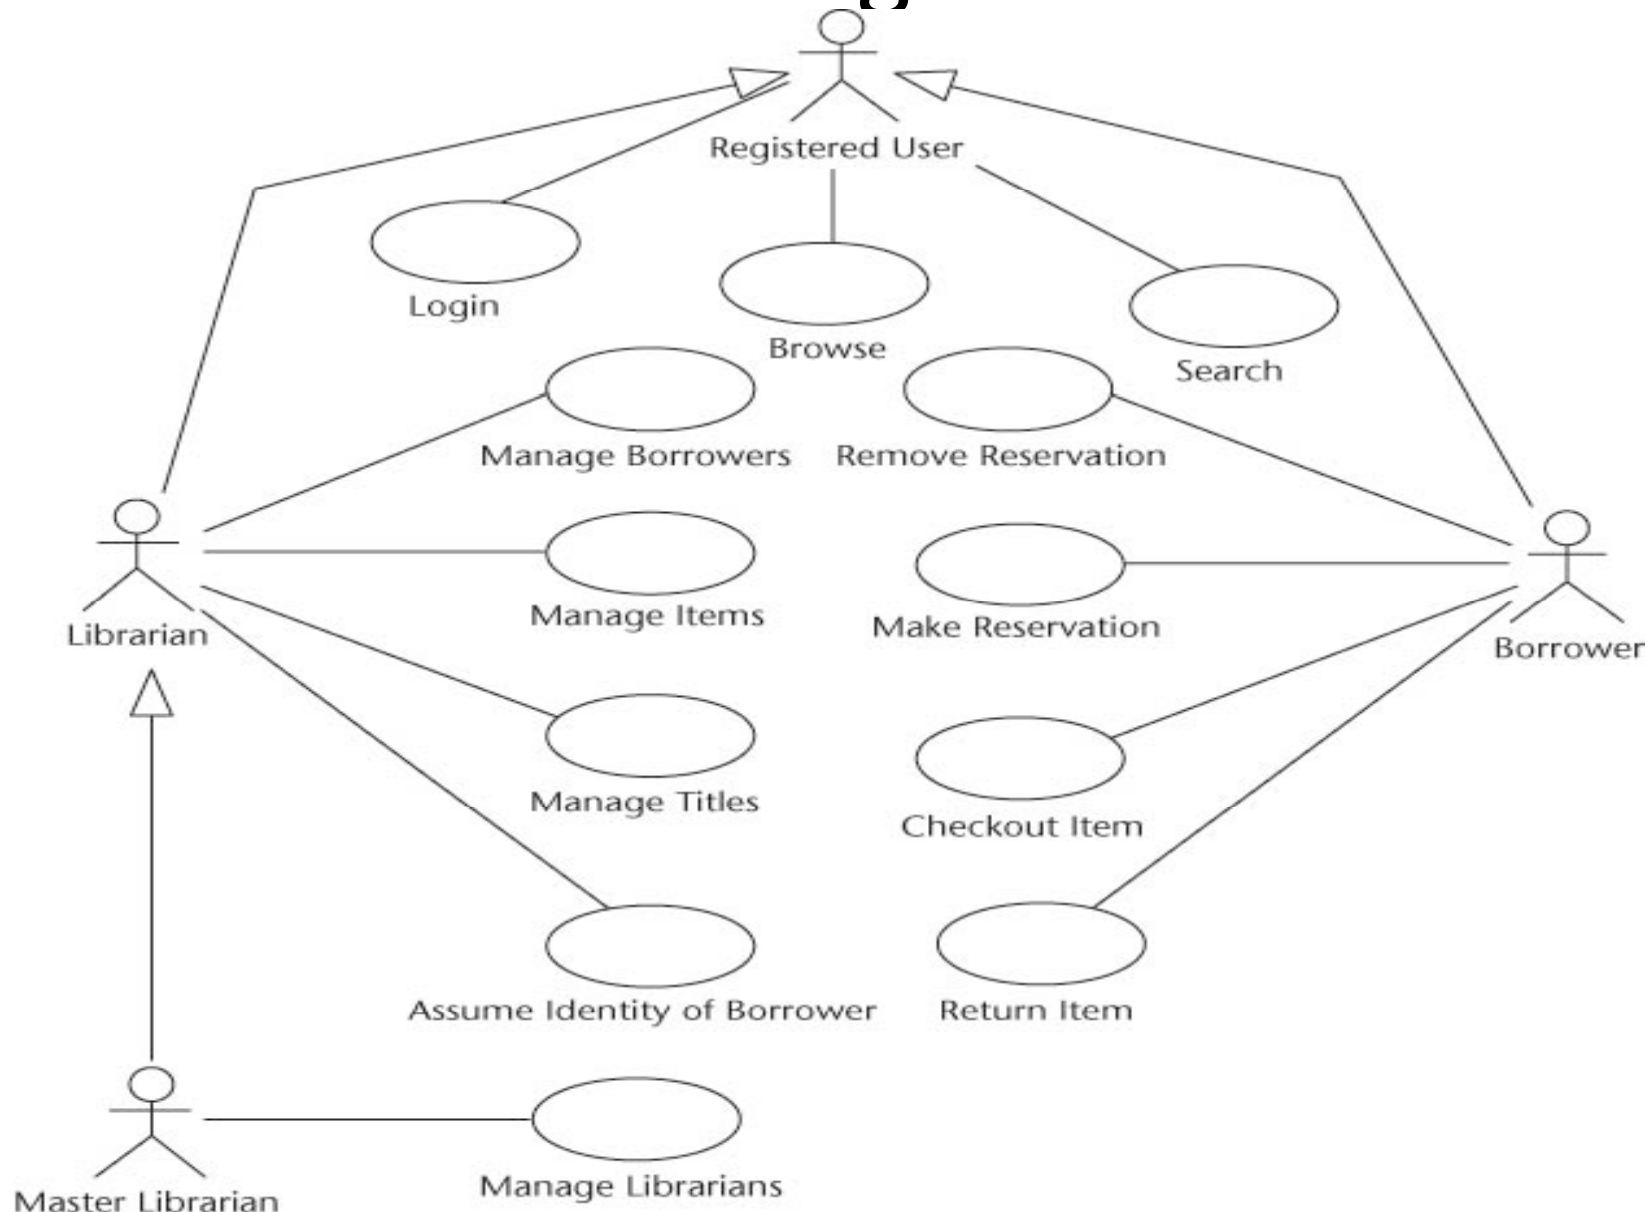 Registered User
Login
Browse
Search
Manage Borrowers
Remove Reservation
Librarian
Manage Items
Make Reservation
Borrower
Manage Titles
Checkout Item
Assume Identity of Borrower
Return Item
Manage Librarians
Master Librarian